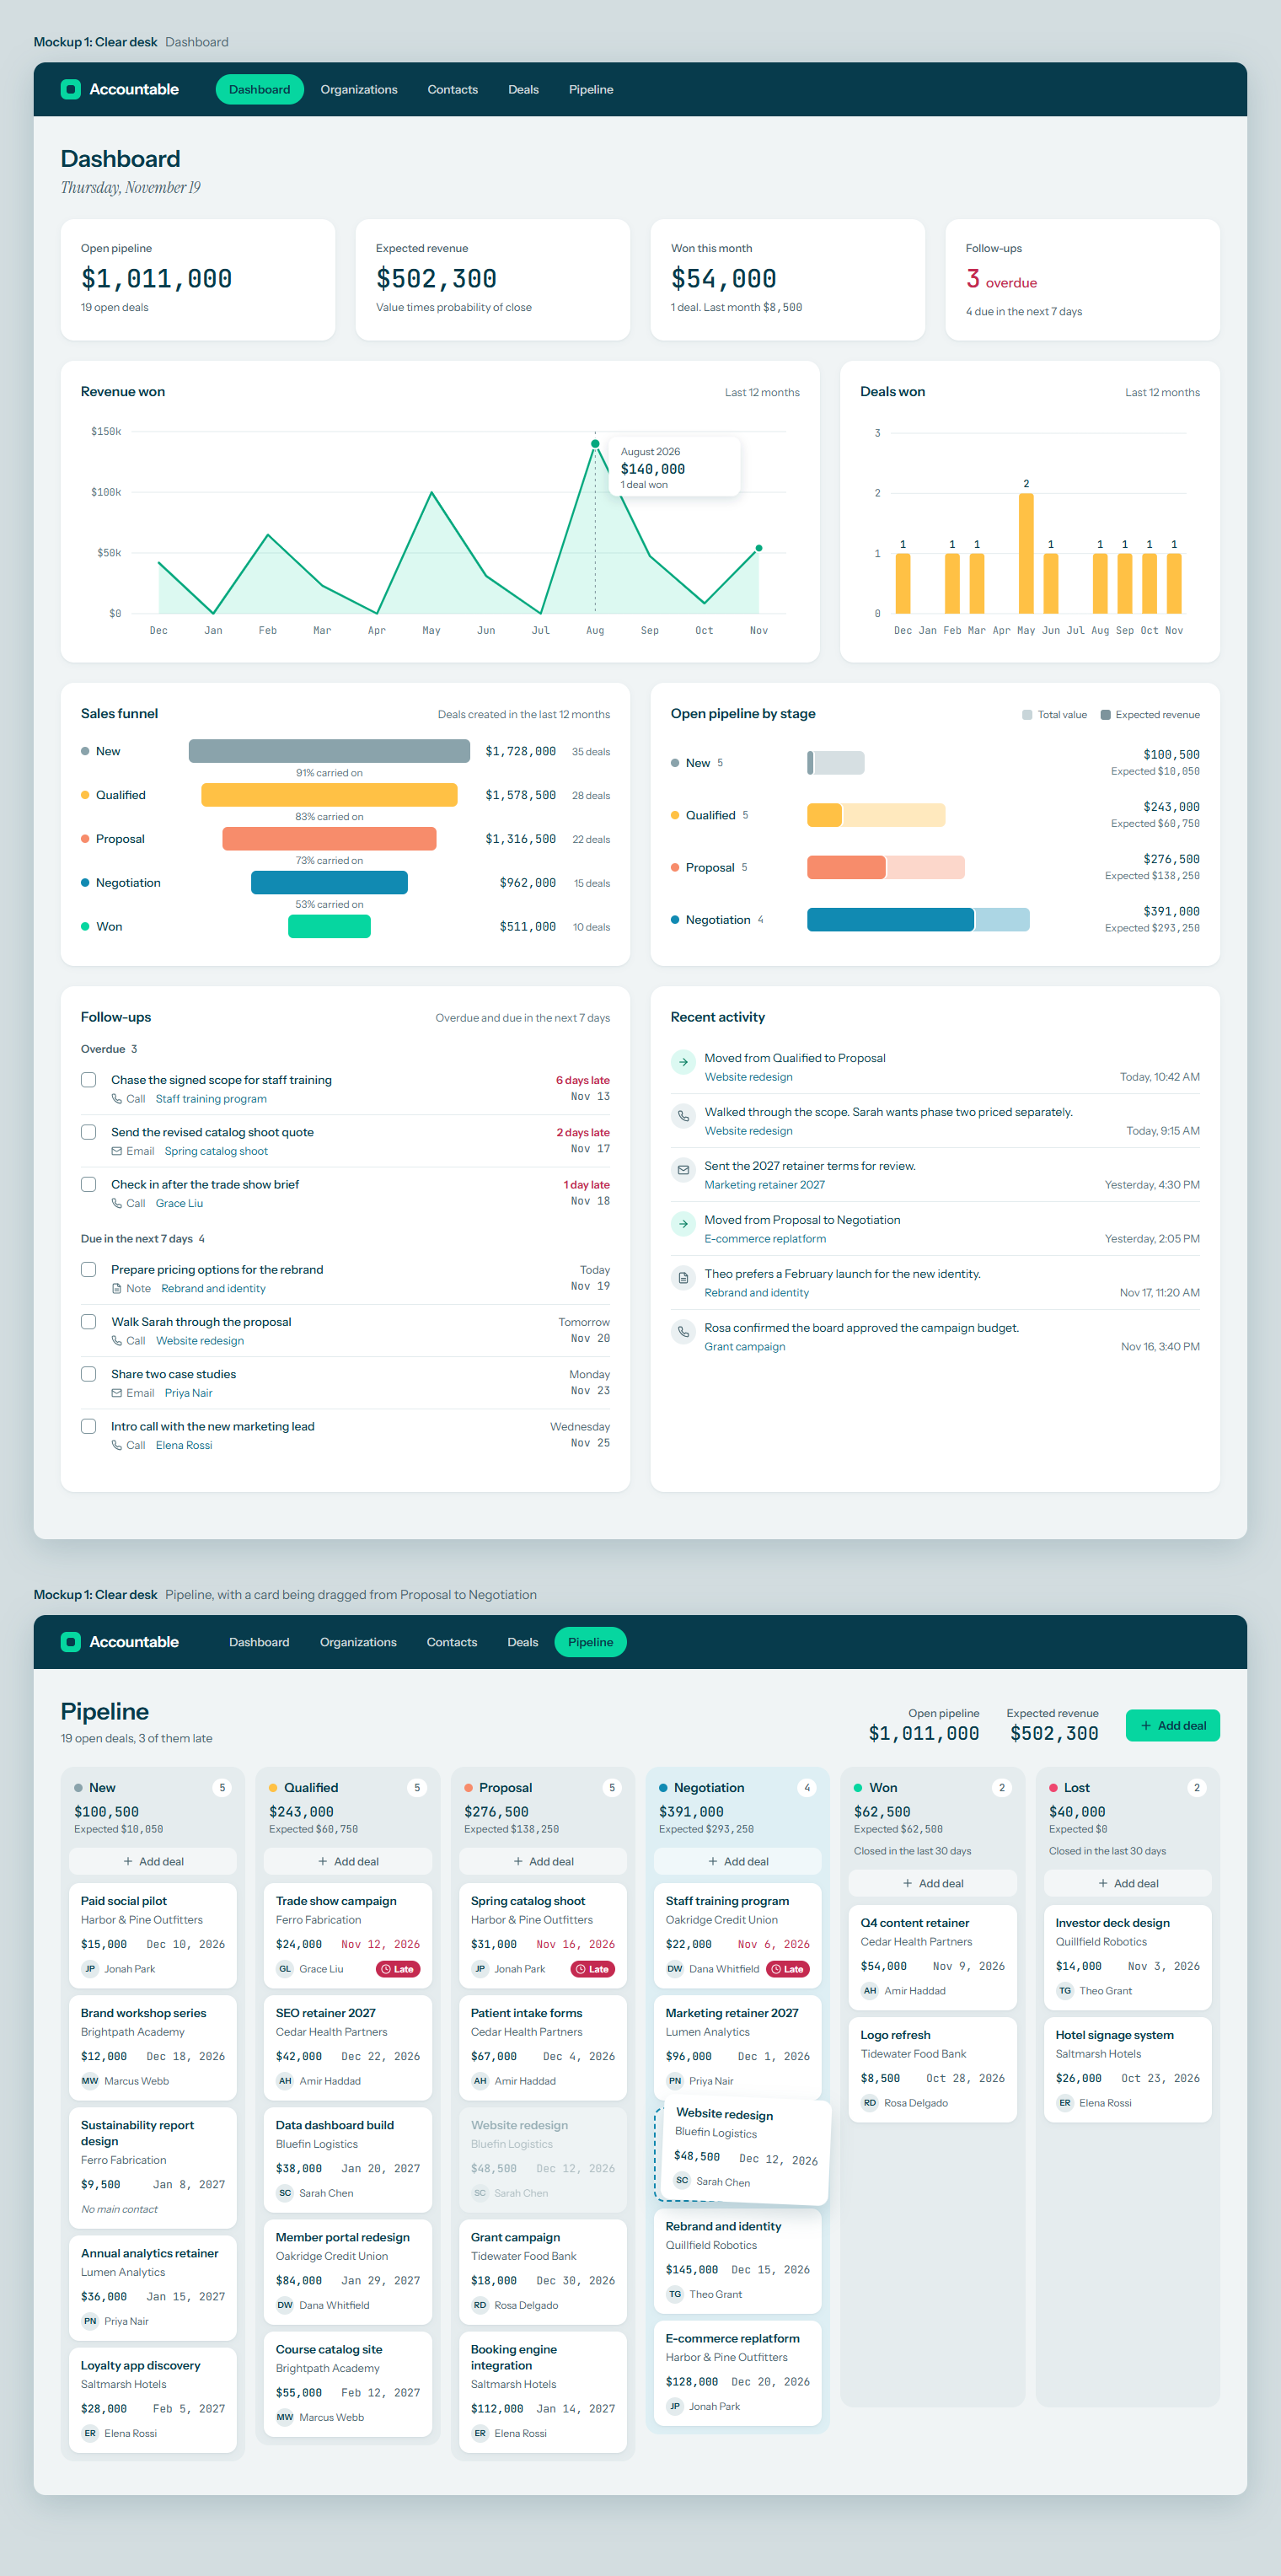 Mockup 1: Clear desk Dashboard
Accountable Dashboard Organizations Contacts Deals Pipeline
Dashboard
Thursday, November 19
Open pipeline
$1,011,000
19 open deals
Expected revenue
$502,300
Value times probability of close
Won this month
$54,000
1 deal. Last month $8,500
Follow-ups
3 overdue
4 due in the next 7 days
Revenue won Last 12 months
$150k
$100k
$50k
$0
August 2026
$140,000
1 deal won
Dec Jan Feb Mar Apr May Jun Jul Aug Sep Oct Nov
Deals won Last 12 months
3
2
1
0
1 1 1 2 1 1 1 1 1
Dec Jan Feb Mar Apr May Jun Jul Aug Sep Oct Nov
Sales funnel Deals created in the last 12 months
New $1,728,000 35 deals
91% carried on
Qualified $1,578,500 28 deals
83% carried on
Proposal $1,316,500 22 deals
73% carried on
Negotiation $962,000 15 deals
53% carried on
Won $511,000 10 deals
Open pipeline by stage Total value Expected revenue
New 5 $100,500
Expected $10,050
Qualified 5 $243,000
Expected $60,750
Proposal 5 $276,500
Expected $138,250
Negotiation 4 $391,000
Expected $293,250
Follow-ups Overdue and due in the next 7 days
Overdue 3
Chase the signed scope for staff training 6 days late
Call Staff training program Nov 13
Send the revised catalog shoot quote 2 days late
Email Spring catalog shoot Nov 17
Check in after the trade show brief 1 day late
Call Grace Liu Nov 18
Due in the next 7 days 4
Prepare pricing options for the rebrand Today
Note Rebrand and identity Nov 19
Walk Sarah through the proposal Tomorrow
Call Website redesign Nov 20
Share two case studies Monday
Email Priya Nair Nov 23
Intro call with the new marketing lead Wednesday
Call Elena Rossi Nov 25
Recent activity
Moved from Qualified to Proposal
Website redesign Today, 10:42 AM
Walked through the scope. Sarah wants phase two priced separately.
Website redesign Today, 9:15 AM
Sent the 2027 retainer terms for review.
Marketing retainer 2027 Yesterday, 4:30 PM
Moved from Proposal to Negotiation
E-commerce replatform Yesterday, 2:05 PM
Theo prefers a February launch for the new identity.
Rebrand and identity Nov 17, 11:20 AM
Rosa confirmed the board approved the campaign budget.
Grant campaign Nov 16, 3:40 PM
Mockup 1: Clear desk Pipeline, with a card being dragged from Proposal to Negotiation
Accountable Dashboard Organizations Contacts Deals Pipeline
Pipeline
19 open deals, 3 of them late
Open pipeline
$1,011,000
Expected revenue
$502,300
+ Add deal
New 5
$100,500
Expected $10,050
+ Add deal
Paid social pilot
Harbor & Pine Outfitters
$15,000 Dec 10, 2026
JP Jonah Park
Brand workshop series
Brightpath Academy
$12,000 Dec 18, 2026
MW Marcus Webb
Sustainability report
design
Ferro Fabrication
$9,500 Jan 8, 2027
No main contact
Annual analytics retainer
Lumen Analytics
$36,000 Jan 15, 2027
PN Priya Nair
Loyalty app discovery
Saltmarsh Hotels
$28,000 Feb 5, 2027
ER Elena Rossi
Qualified 5
$243,000
Expected $60,750
+ Add deal
Trade show campaign
Ferro Fabrication
$24,000 Nov 12, 2026
GL Grace Liu Late
SEO retainer 2027
Cedar Health Partners
$42,000 Dec 22, 2026
AH Amir Haddad
Data dashboard build
Bluefin Logistics
$38,000 Jan 20, 2027
SC Sarah Chen
Member portal redesign
Oakridge Credit Union
$84,000 Jan 29, 2027
DW Dana Whitfield
Course catalog site
Brightpath Academy
$55,000 Feb 12, 2027
MW Marcus Webb
Proposal 5
$276,500
Expected $138,250
+ Add deal
Spring catalog shoot
Harbor & Pine Outfitters
$31,000 Nov 16, 2026
JP Jonah Park Late
Patient intake forms
Cedar Health Partners
$67,000 Dec 4, 2026
AH Amir Haddad
Website redesign
Bluefin Logistics
$48,500 Dec 12, 2026
SC Sarah Chen
Grant campaign
Tidewater Food Bank
$18,000 Dec 30, 2026
RD Rosa Delgado
Booking engine
integration
Saltmarsh Hotels
$112,000 Jan 14, 2027
ER Elena Rossi
Negotiation 4
$391,000
Expected $293,250
+ Add deal
Staff training program
Oakridge Credit Union
$22,000 Nov 6, 2026
DW Dana Whitfield Late
Marketing retainer 2027
Lumen Analytics
$96,000 Dec 1, 2026
PN Priya Nair
Website redesign
Bluefin Logistics
$48,500 Dec 12, 2026
SC Sarah Chen
Rebrand and identity
Quillfield Robotics
$145,000 Dec 15, 2026
TG Theo Grant
E-commerce replatform
Harbor & Pine Outfitters
$128,000 Dec 20, 2026
JP Jonah Park
Won 2
$62,500
Expected $62,500
Closed in the last 30 days
+ Add deal
Q4 content retainer
Cedar Health Partners
$54,000 Nov 9, 2026
AH Amir Haddad
Logo refresh
Tidewater Food Bank
$8,500 Oct 28, 2026
RD Rosa Delgado
Lost 2
$40,000
Expected $0
Closed in the last 30 days
+ Add deal
Investor deck design
Quillfield Robotics
$14,000 Nov 3, 2026
TG Theo Grant
Hotel signage system
Saltmarsh Hotels
$26,000 Oct 23, 2026
ER Elena Rossi